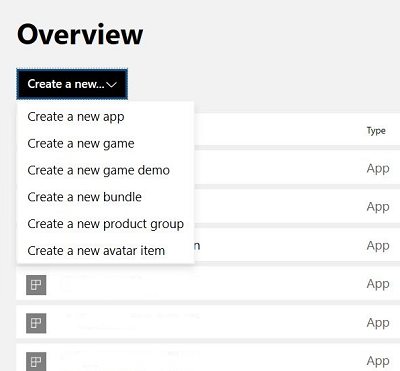 Overview
Create a new...
Create a new app
Create a new game
Create a new game demo
Create a new bundle
Create a new product group
Create a new avatar item
Type
App
App
n App
App
App
App